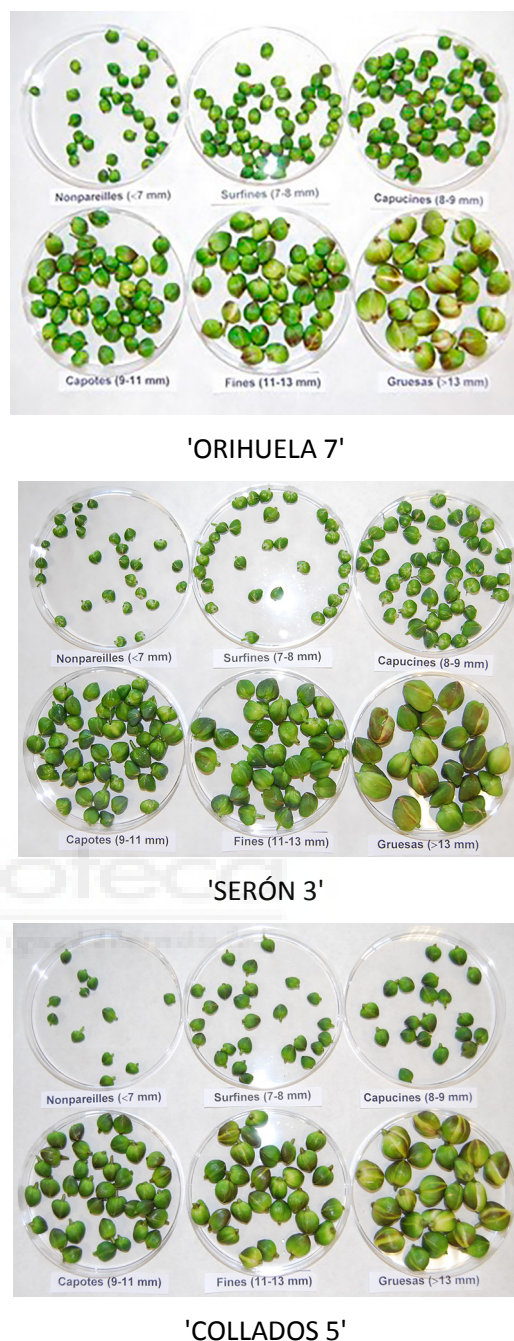 Nonpareilles (<7 mm)
Surfines (7-8 mm)
Capucines (8-9 mm)
Capotes (9-11 mm)
Fines (11-13 mm)
Gruesas (>13 mm)
'ORIHUELA 7'
Nonpareilles (<7 mm)
Surfines (7-8 mm)
Capucines (8-9 mm)
Capotes (9-11 mm)
Fines (11-13 mm)
Gruesas (>13 mm)
'SERÓN 3'
Nonpareilles (<7 mm)
Surfines (7-8 mm)
Capucines (8-9 mm)
Capotes (9-11 mm)
Fines (11-13 mm)
Gruesas (>13 mm)
'COLLADOS 5'